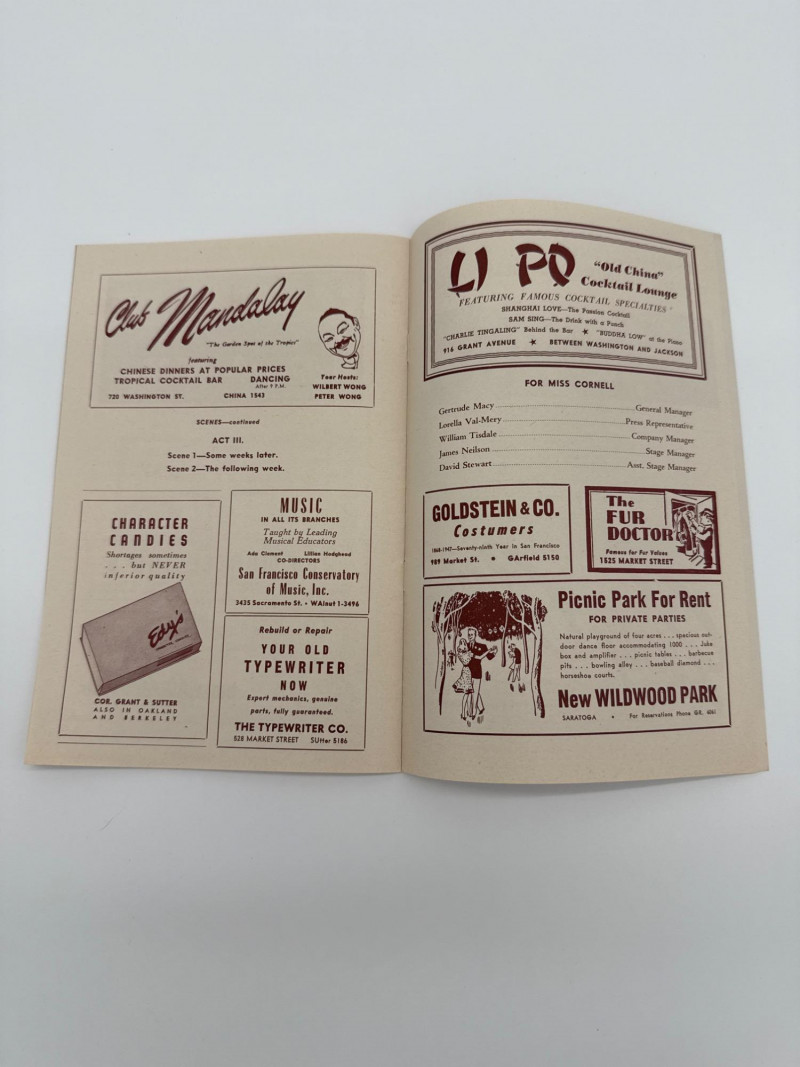 Club Mandalay
"The Garden Spot of the Tropics"
featuring
CHINESE DINNERS AT POPULAR PRICES
TROPICAL COCKTAIL BAR DANCING
After 9 P.M.
720 WASHINGTON ST. CHINA 1543
Your Hosts:
WILBERT WONG
PETER WONG
SCENES—continued
ACT III.
Scene 1—Some weeks later.
Scene 2—The following week.
CHARACTER
CANDIES
Shortages sometimes
. . . but NEVER
inferior quality
Edy's
COR. GRANT & SUTTER
ALSO IN OAKLAND
AND BERKELEY
MUSIC
IN ALL ITS BRANCHES
Taught by Leading
Musical Educators
Ada Clement Lillian Hodghead
CO-DIRECTORS
San Francisco Conservatory
of Music, Inc.
3435 Sacramento St. • WAlnut 1-3496
Rebuild or Repair
YOUR OLD
TYPEWRITER
NOW
Expert mechanics, genuine
parts, fully guaranteed.
THE TYPEWRITER CO.
528 MARKET STREET SUtter 5186
LI PO
"Old China"
Cocktail Lounge
FEATURING FAMOUS COCKTAIL SPECIALTIES
SHANGHAI LOVE—The Passion Cocktail
SAM SING—The Drink with a Punch
"CHARLIE TINGALING" Behind the Bar ★ "BUDDHA LOW" at the Piano
916 GRANT AVENUE ★ BETWEEN WASHINGTON AND JACKSON
FOR MISS CORNELL
Gertrude Macy General Manager
Lorella Val-Mery Press Representative
William Tisdale Company Manager
James Neilson Stage Manager
David Stewart Asst. Stage Manager
GOLDSTEIN & CO.
Costumers
1868-1947—Seventy-ninth Year in San Francisco
989 Market St. • GArfield 5150
The
FUR
DOCTOR
Famous for Fur Values
1525 MARKET STREET
Picnic Park For Rent
FOR PRIVATE PARTIES
Natural playground of four acres . . . spacious out-
door dance floor accommodating 1000 . . . Juke
box and amplifier . . . picnic tables . . . barbecue
pits . . . bowling alley . . . baseball diamond . . .
horseshoe courts.
New WILDWOOD PARK
SARATOGA • For Reservations Phone GR. 4061